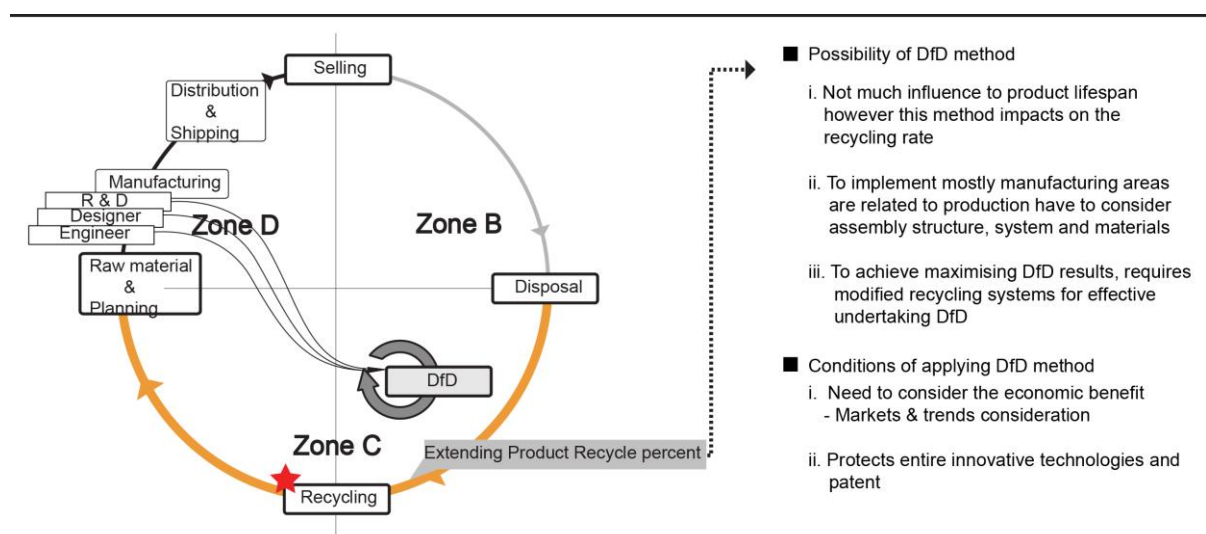 Selling
Distribution
&
Shipping
Manufacturing
R & D
Designer
Engineer
Zone D
Zone B
Raw material
&
Planning
Disposal
DfD
Zone C
Extending Product Recycle percent
Recycling
■ Possibility of DfD method
i. Not much influence to product lifespan
however this method impacts on the
recycling rate
ii. To implement mostly manufacturing areas
are related to production have to consider
assembly structure, system and materials
iii. To achieve maximising DfD results, requires
modified recycling systems for effective
undertaking DfD
■ Conditions of applying DfD method
i. Need to consider the economic benefit
- Markets & trends consideration
ii. Protects entire innovative technologies and
patent